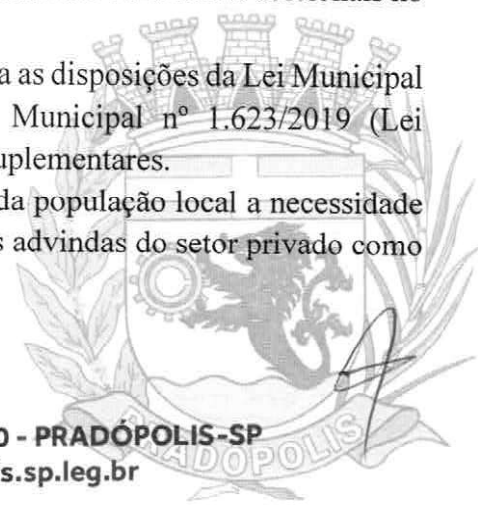 a as disposições da Lei Municipal
Municipal nº 1.623/2019 (Lei
uplementares.
da população local a necessidade
s advindas do setor privado como
0 - PRADÓPOLIS-SP
s.sp.leg.br
PRADÓPOLIS